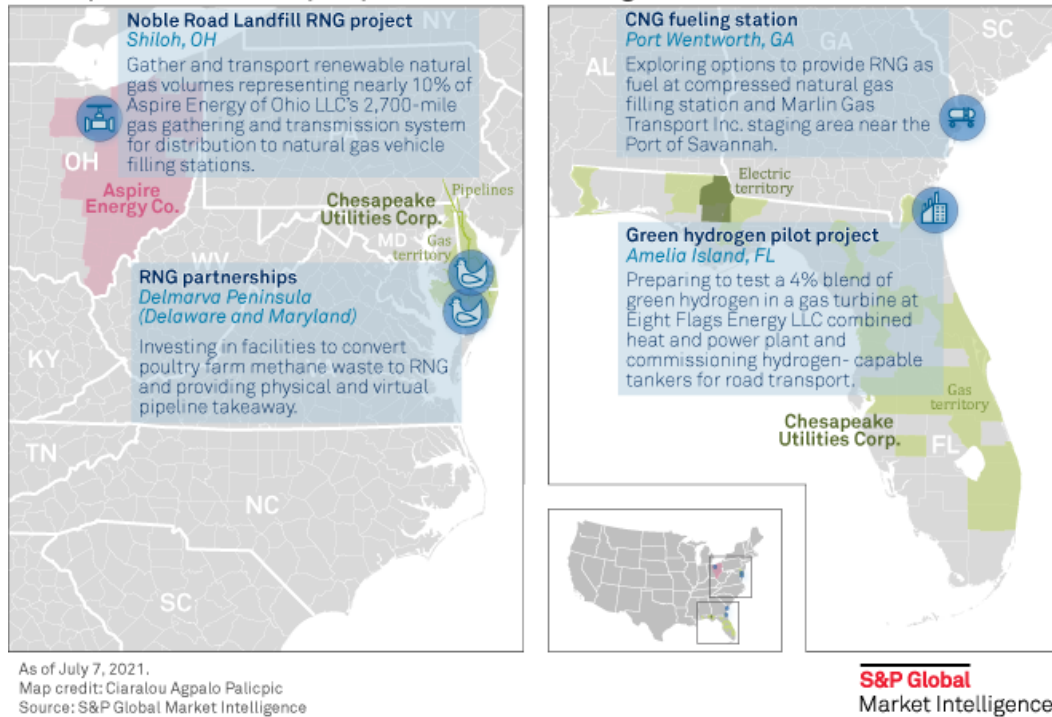 NY
Noble Road Landfill RNG project
Shiloh, OH
Gather and transport renewable natural
gas volumes representing nearly 10% of
Aspire Energy of Ohio LLC's 2,700-mile
gas gathering and transmission system
for distribution to natural gas vehicle
filling stations.
OH
Aspire
Energy Co.
Pipelines
Chesapeake
Utilities Corp.
MD
Gas
territory
WV
RNG partnerships
Delmarva Peninsula
(Delaware and Maryland)
Investing in facilities to convert
poultry farm methane waste to RNG
and providing physical and virtual
pipeline takeaway.
KY
TN
NC
SC
CNG fueling station
Port Wentworth, GA
SC
GA
AL
Exploring options to provide RNG as
fuel at compressed natural gas
filling station and Marlin Gas
Transport Inc. staging area near the
Port of Savannah.
Electric
territory
Green hydrogen pilot project
Amelia Island, FL
Preparing to test a 4% blend of
green hydrogen in a gas turbine at
Eight Flags Energy LLC combined
heat and power plant and
commissioning hydrogen- capable
tankers for road transport.
Gas
territory
Chesapeake
Utilities Corp.
FL
As of July 7, 2021.
Map credit: Ciaralou Agpalo Palicpic
Source: S&P Global Market Intelligence
S&P Global
Market Intelligence